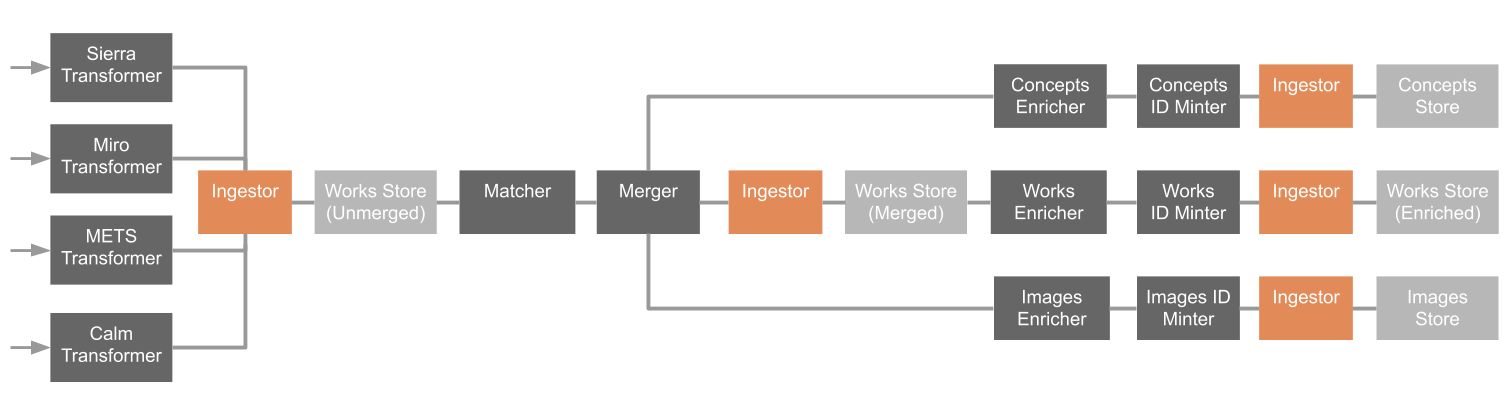 Sierra
Transformer
Miro
Transformer
METS
Transformer
Calm
Transformer
Ingestor
Works Store
(Unmerged)
Matcher
Merger
Ingestor
Works Store
(Merged)
Concepts
Enricher
Concepts
ID Minter
Ingestor
Concepts
Store
Works
Enricher
Works
ID Minter
Ingestor
Works Store
(Enriched)
Images
Enricher
Images ID
Minter
Ingestor
Images
Store